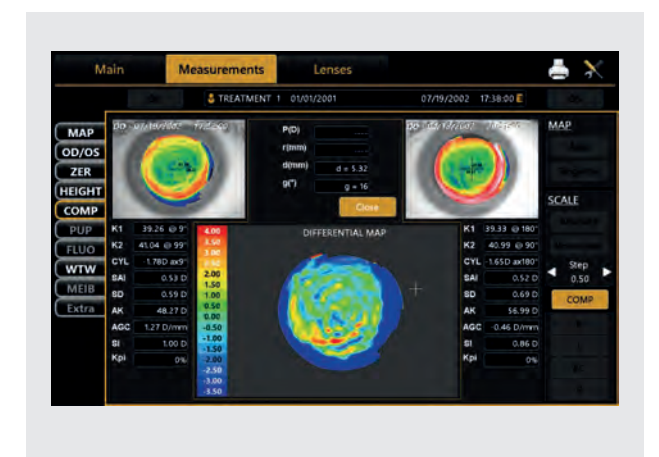 Main Measurements Lenses
TREATMENT 1 01/01/2001 07/19/2002 17:38:00 E
MAP
OD/OS
ZER
HEIGHT
COMP
PUP
FLUO
WTW
MEIB
Extra
P(D)
r(mm)
d(mm) d = 5.32
g(°) g = 16
Close
K1 39.26 @ 9°
K2 41.04 @ 99°
CYL -1.78D ax9°
SAI 0.53 D
SD 0.59 D
AK 48.27 D
AGC 1.27 D/mm
SI 1.00 D
Kpi 0%
4.00
3.50
2.00
1.50
1.00
0.50
0.00
-0.50
-1.00
-1.50
-2.00
-2.50
-3.00
-3.50
DIFFERENTIAL MAP
K1 39.33 @ 180°
K2 40.99 @ 90°
CYL -1.65D ax180°
SAI 0.52 D
SD 0.69 D
AK 56.99 D
AGC -0.46 D/mm
SI 0.86 D
Kpi 0%
MAP
SCALE
Step
0.50
COMP